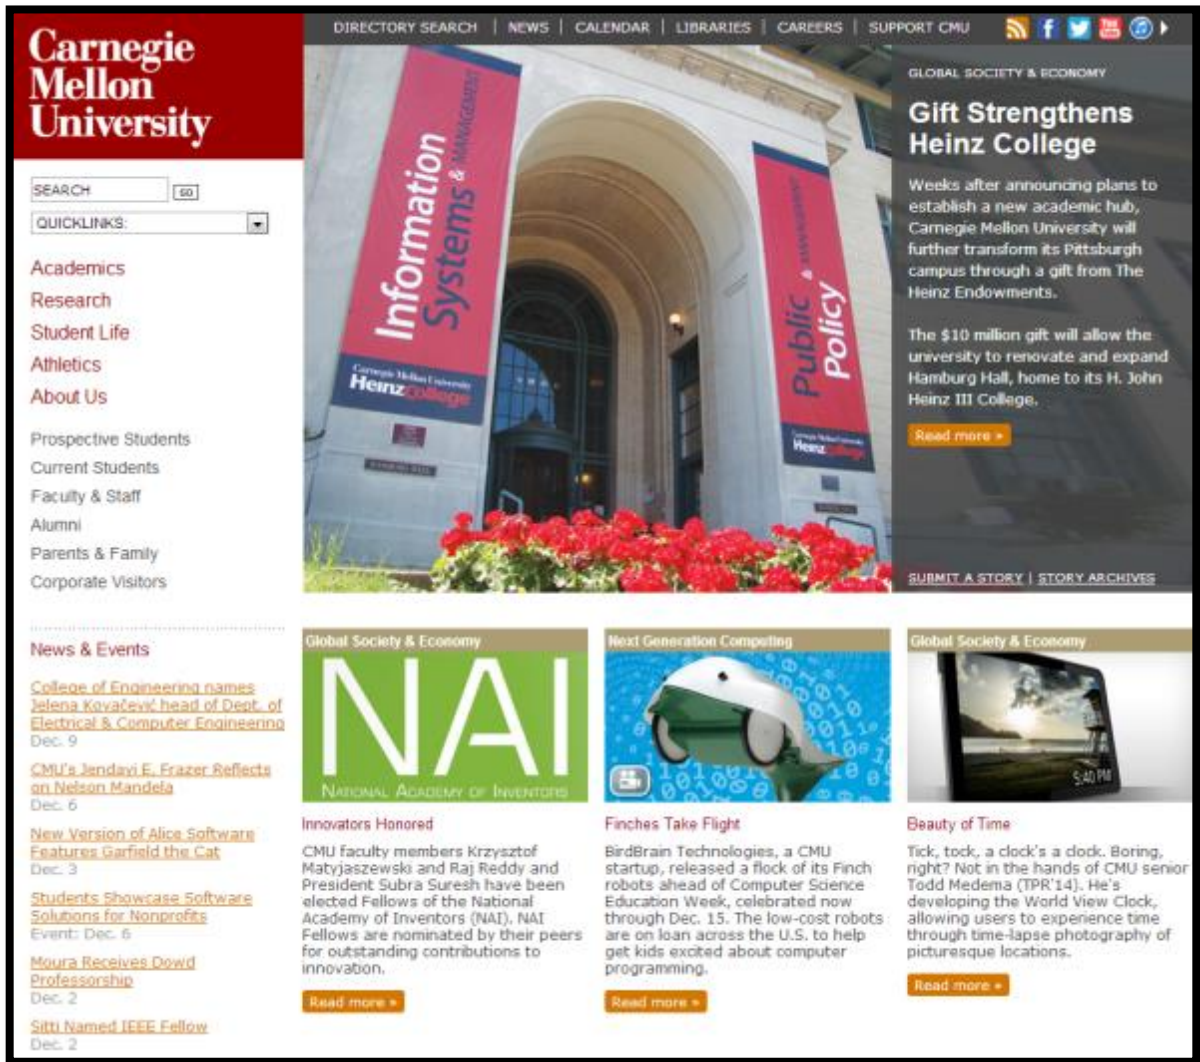 Carnegie
Mellon
University
DIRECTORY SEARCH | NEWS | CALENDAR | LIBRARIES | CAREERS | SUPPORT CMU
SEARCH GO
QUICKLINKS:
Academics
Research
Student Life
Athletics
About Us
Prospective Students
Current Students
Faculty & Staff
Alumni
Parents & Family
Corporate Visitors
Information
Systems & MANAGEMENT
Carnegie Mellon University
Heinzcollege
Public & MANAGEMENT
Policy
Carnegie Mellon University
Heinzcollege
GLOBAL SOCIETY & ECONOMY
Gift Strengthens
Heinz College
Weeks after announcing plans to
establish a new academic hub,
Carnegie Mellon University will
further transform its Pittsburgh
campus through a gift from The
Heinz Endowments.
The $10 million gift will allow the
university to renovate and expand
Hamburg Hall, home to its H. John
Heinz III College.
Read more »
SUBMIT A STORY | STORY ARCHIVES
News & Events
College of Engineering names
Jelena Kovačević head of Dept. of
Electrical & Computer Engineering
Dec. 9
CMU's Jendayi E. Frazer Reflects
on Nelson Mandela
Dec. 6
New Version of Alice Software
Features Garfield the Cat
Dec. 3
Students Showcase Software
Solutions for Nonprofits
Event: Dec. 6
Moura Receives Dowd
Professorship
Dec. 2
Sitti Named IEEE Fellow
Dec. 2
Global Society & Economy
NAI
NATIONAL ACADEMY OF INVENTORS
Innovators Honored
CMU faculty members Krzysztof
Matyjaszewski and Raj Reddy and
President Subra Suresh have been
elected Fellows of the National
Academy of Inventors (NAI). NAI
Fellows are nominated by their peers
for outstanding contributions to
innovation.
Read more »
Next Generation Computing
Finches Take Flight
BirdBrain Technologies, a CMU
startup, released a flock of its Finch
robots ahead of Computer Science
Education Week, celebrated now
through Dec. 15. The low-cost robots
are on loan across the U.S. to help
get kids excited about computer
programming.
Read more »
Global Society & Economy
5:40 PM
Beauty of Time
Tick, tock, a clock's a clock. Boring,
right? Not in the hands of CMU senior
Todd Medema (TPR'14). He's
developing the World View Clock,
allowing users to experience time
through time-lapse photography of
picturesque locations.
Read more »